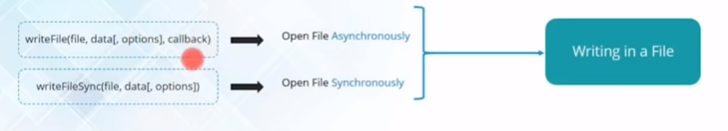 writeFile(file, data[, options], callback)
Open File Asynchronously
writeFileSync(file, data[, options])
Open File Synchronously
Writing in a File